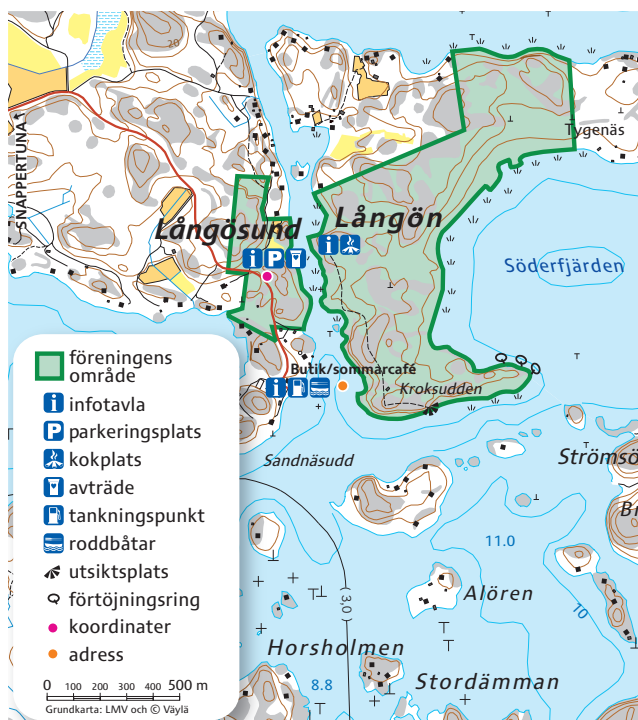 20
SNAPPERTUNA
Tygenäs
Långösund
Långön
i P
i
Söderfjärden
Butik/sommarcafé
Kroksudden
i
Sandnäsudd
Strömsö
11.0
Alören
10
(3,0)
Horsholmen
8.8
Stordämman
föreningens
område
i infotavla
P parkeringsplats
kokplats
avträde
tankningspunkt
roddbåtar
utsiktsplats
förtöjningsring
koordinater
adress
0 100 200 300 400 500 m
Grundkarta: LMV och © Väylä